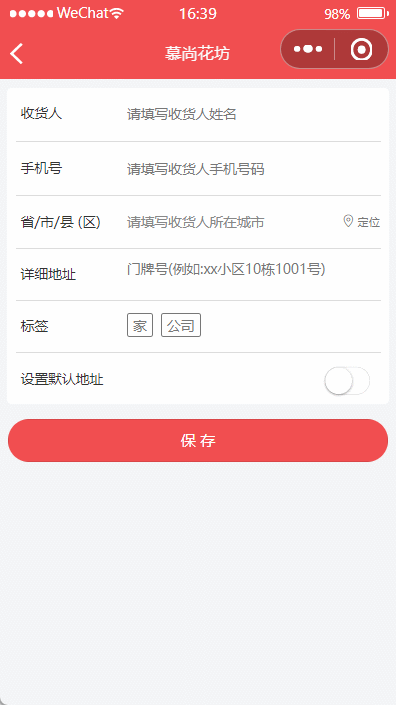 WeChat 16:39 98%
慕尚花坊
收货人 请填写收货人姓名
手机号 请填写收货人手机号码
省/市/县 (区) 请填写收货人所在城市 定位
详细地址 门牌号(例如:xx小区10栋1001号)
标签 家 公司
设置默认地址
保 存